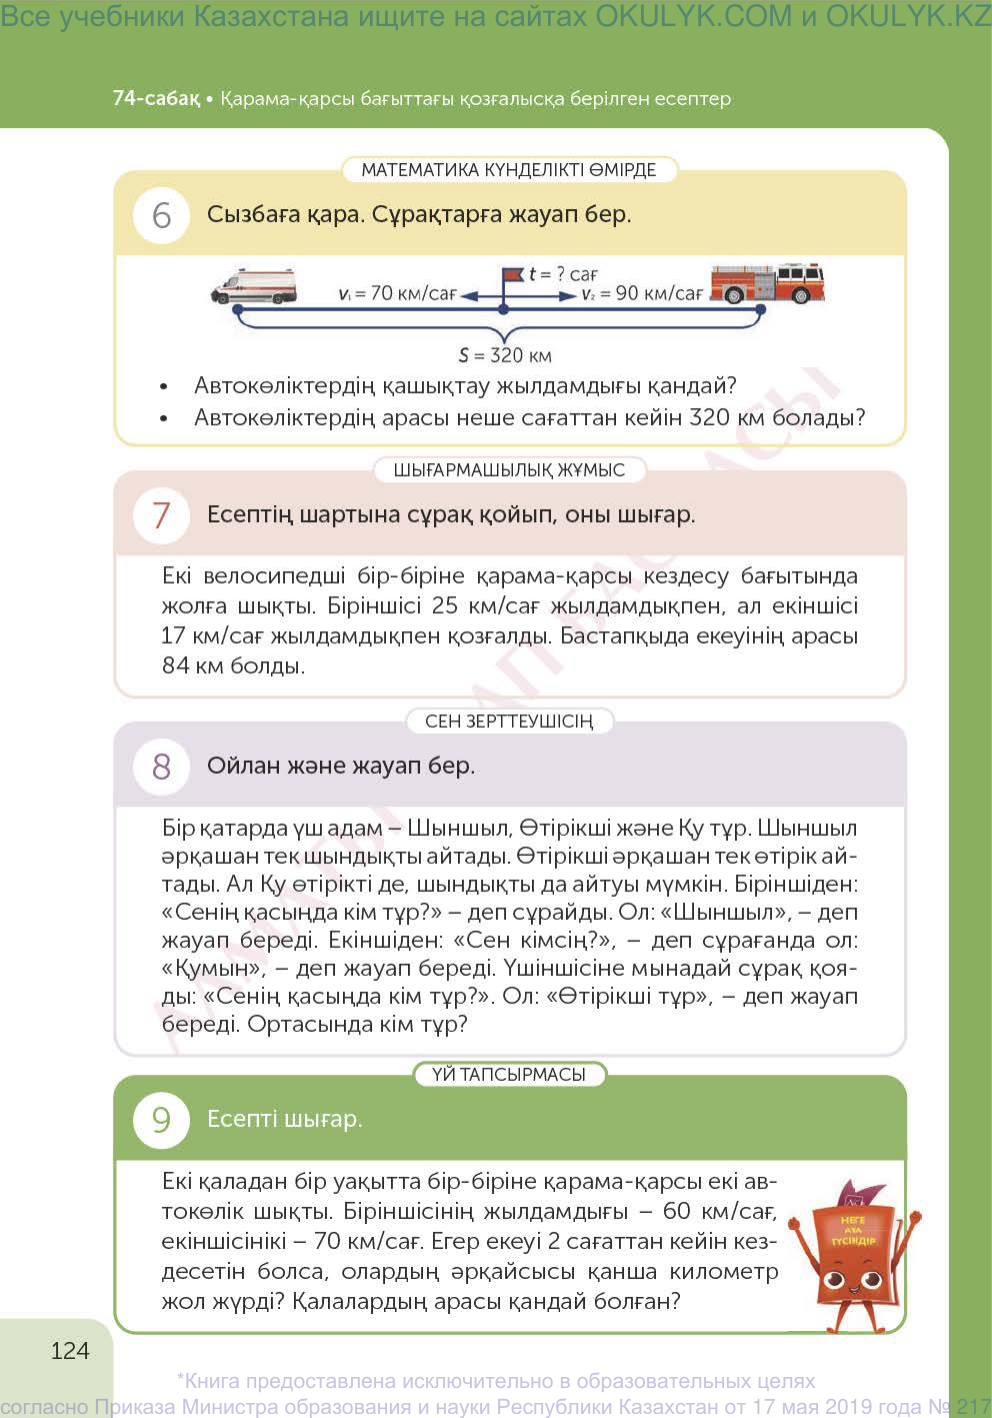 Все учебники Казахстана ищите на сайтах OKULYK.COM и OKULYK.KZ
74-сабақ • Қарама-қарсы бағыттағы қозғалысқа берілген есептер
МАТЕМАТИКА КҮНДЕЛІКТІ ӨМІРДЕ
6 Сызбаға қара. Сұрақтарға жауап бер.
t = ? сағ
v₁ = 70 км/сағ v₂ = 90 км/сағ
S = 320 км
• Автокөліктердің қашықтау жылдамдығы қандай?
• Автокөліктердің арасы неше сағаттан кейін 320 км болады?
ШЫҒАРМАШЫЛЫҚ ЖҰМЫС
7 Есептің шартына сұрақ қойып, оны шығар.
Екі велосипедші бір-біріне қарама-қарсы кездесу бағытында
жолға шықты. Біріншісі 25 км/сағ жылдамдықпен, ал екіншісі
17 км/сағ жылдамдықпен қозғалды. Бастапқыда екеуінің арасы
84 км болды.
СЕН ЗЕРТТЕУШІСІҢ
8 Ойлан және жауап бер.
Бір қатарда үш адам – Шыншыл, Өтірікші және Қу тұр. Шыншыл
әрқашан тек шындықты айтады. Өтірікші әрқашан тек өтірік ай-
тады. Ал Қу өтірікті де, шындықты да айтуы мүмкін. Біріншіден:
«Сенің қасыңда кім тұр?» – деп сұрайды. Ол: «Шыншыл», – деп
жауап береді. Екіншіден: «Сен кімсің?», – деп сұрағанда ол:
«Қумын», – деп жауап береді. Үшіншісіне мынадай сұрақ қоя-
ды: «Сенің қасыңда кім тұр?». Ол: «Өтірікші тұр», – деп жауап
береді. Ортасында кім тұр?
ҮЙ ТАПСЫРМАСЫ
9 Есепті шығар.
Екі қаладан бір уақытта бір-біріне қарама-қарсы екі ав-
токөлік шықты. Біріншісінің жылдамдығы – 60 км/сағ,
екіншісінікі – 70 км/сағ. Егер екеуі 2 сағаттан кейін кез-
десетін болса, олардың әрқайсысы қанша километр
жол жүрді? Қалалардың арасы қандай болған?
НЕГЕ
АТА
ТҮСІНДІР
124
*Книга предоставлена исключительно в образовательных целях
согласно Приказа Министра образования и науки Республики Казахстан от 17 мая 2019 года № 217